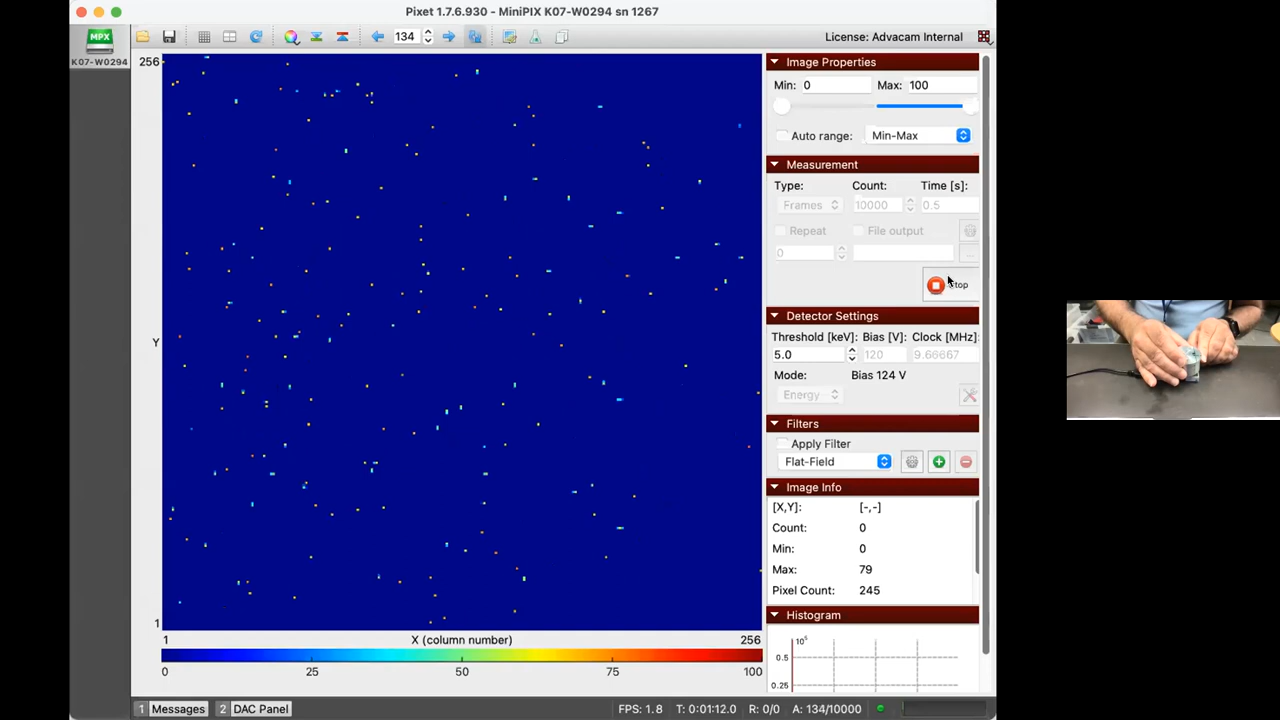 Pixet 1.7.6.930 - MiniPIX K07-W0294 sn 1267
MPX
K07-W0294
134
License: Advacam Internal
256
Y
1
1
X (column number)
256
0
25
50
75
100
Image Properties
Min: 0 Max: 100
Auto range: Min-Max
Measurement
Type: Count: Time [s]:
Frames 10000 0.5
Repeat File output
0
Detector Settings
Threshold [keV]: Bias [V]: Clock [MHz]:
5.0 120 9.66667
Mode: Bias 124 V
Energy
Filters
Apply Filter
Flat-Field
Image Info
[X,Y]: [-,-]
Count: 0
Min: 0
Max: 79
Pixel Count: 245
Histogram
10⁵
0.5
0.25
1 Messages 2 DAC Panel
FPS: 1.8 T: 0:01:12.0 R: 0/0 A: 134/10000